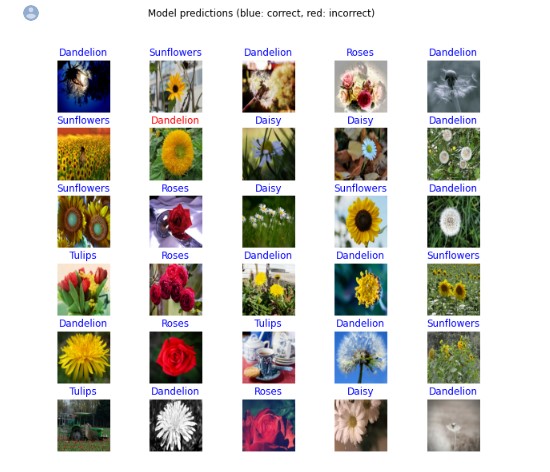 Model predictions (blue: correct, red: incorrect)
Dandelion Sunflowers Dandelion Roses Dandelion
Sunflowers Dandelion Daisy Daisy Dandelion
Sunflowers Roses Daisy Sunflowers Dandelion
Tulips Roses Dandelion Dandelion Sunflowers
Dandelion Roses Tulips Dandelion Sunflowers
Tulips Dandelion Roses Daisy Dandelion